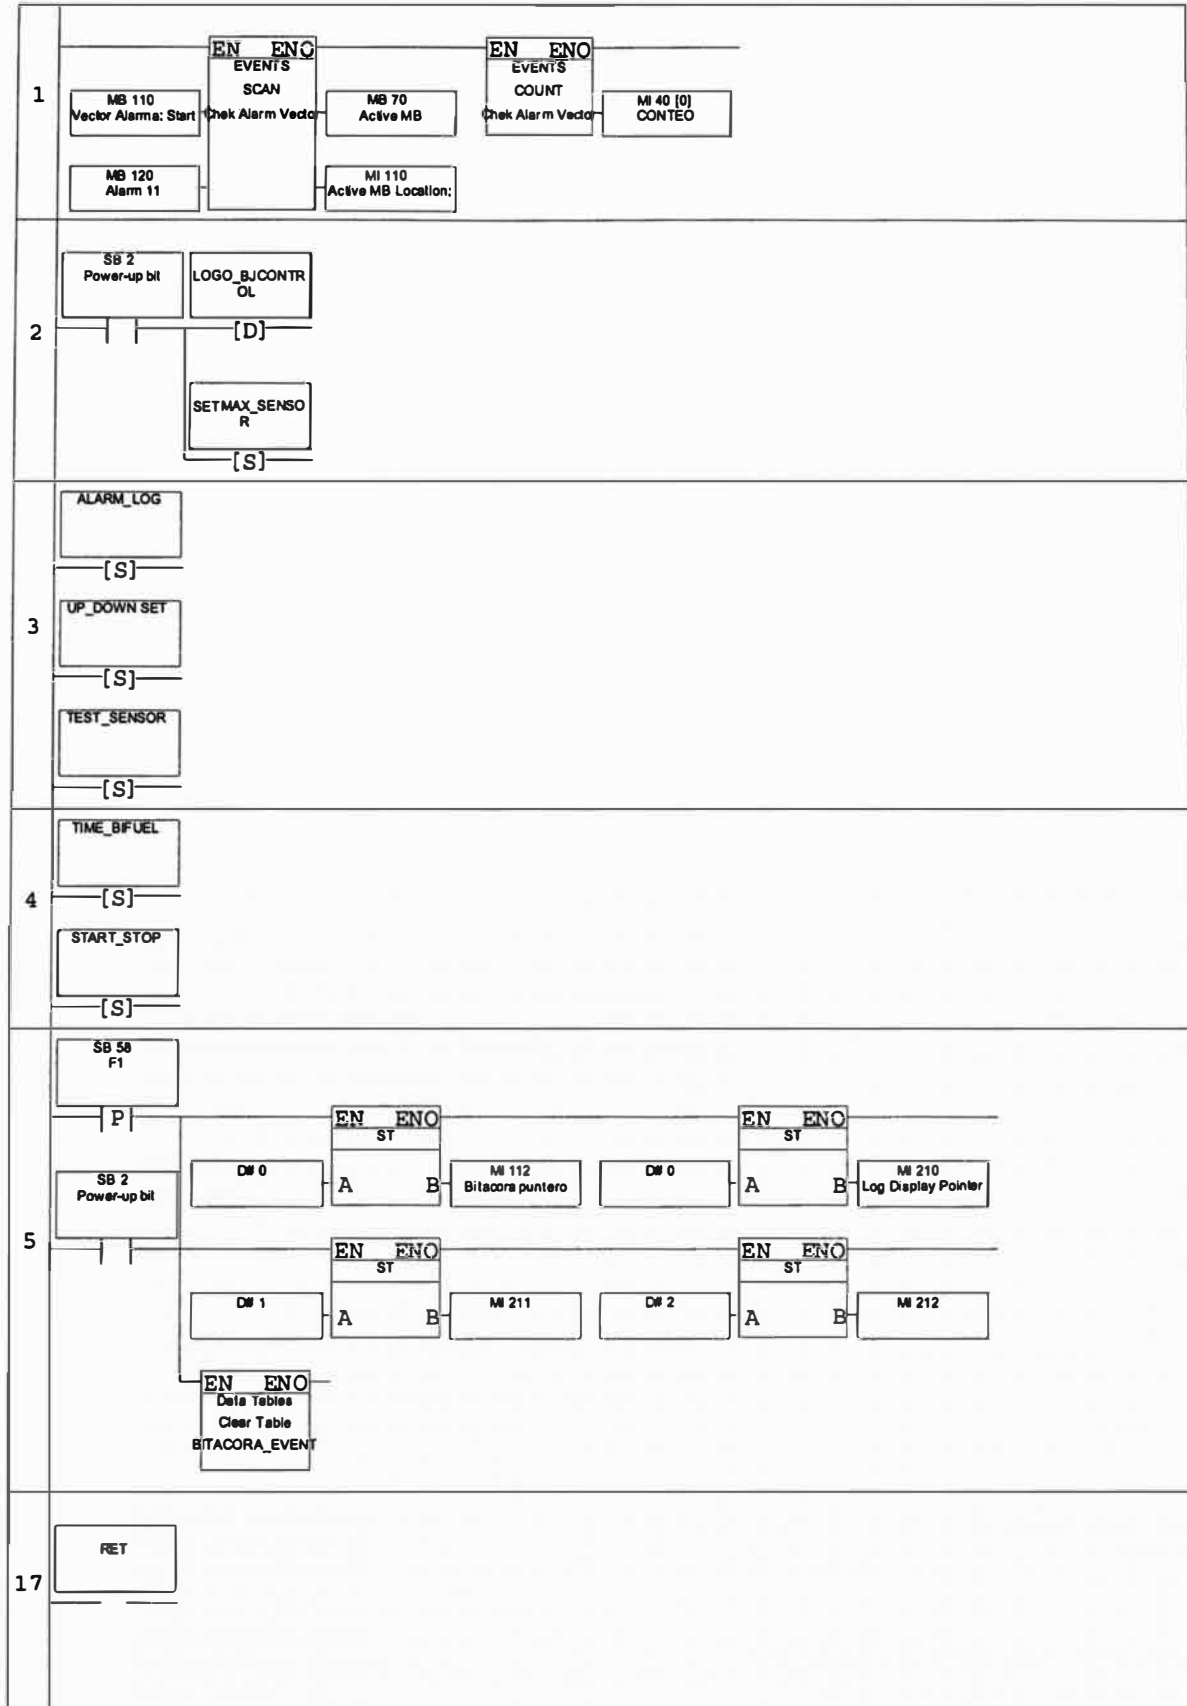 1
EN ENO
EVENTS
SCAN
Chek Alarm Vector
MB 110
Vector Alarma: Start
MB 120
Alarm 11
MB 70
Active MB
MI 110
Active MB Location:
EN ENO
EVENTS
COUNT
Chek Alarm Vector
MI 40 [0]
CONTEO
2
SB 2
Power-up bit
LOGO_BJCONTR
OL
[D]
SETMAX_SENSO
R
[S]
3
ALARM_LOG
[S]
UP_DOWN SET
[S]
TEST_SENSOR
[S]
4
TIME_BIFUEL
[S]
START_STOP
[S]
5
SB 58
F1
P
EN ENO
ST
D# 0
A B
MI 112
Bitacora puntero
EN ENO
ST
D# 0
A B
MI 210
Log Display Pointer
SB 2
Power-up bit
EN ENO
ST
D# 1
A B
MI 211
EN ENO
ST
D# 2
A B
MI 212
EN ENO
Data Tables
Clear Table
BITACORA_EVENT
17
RET